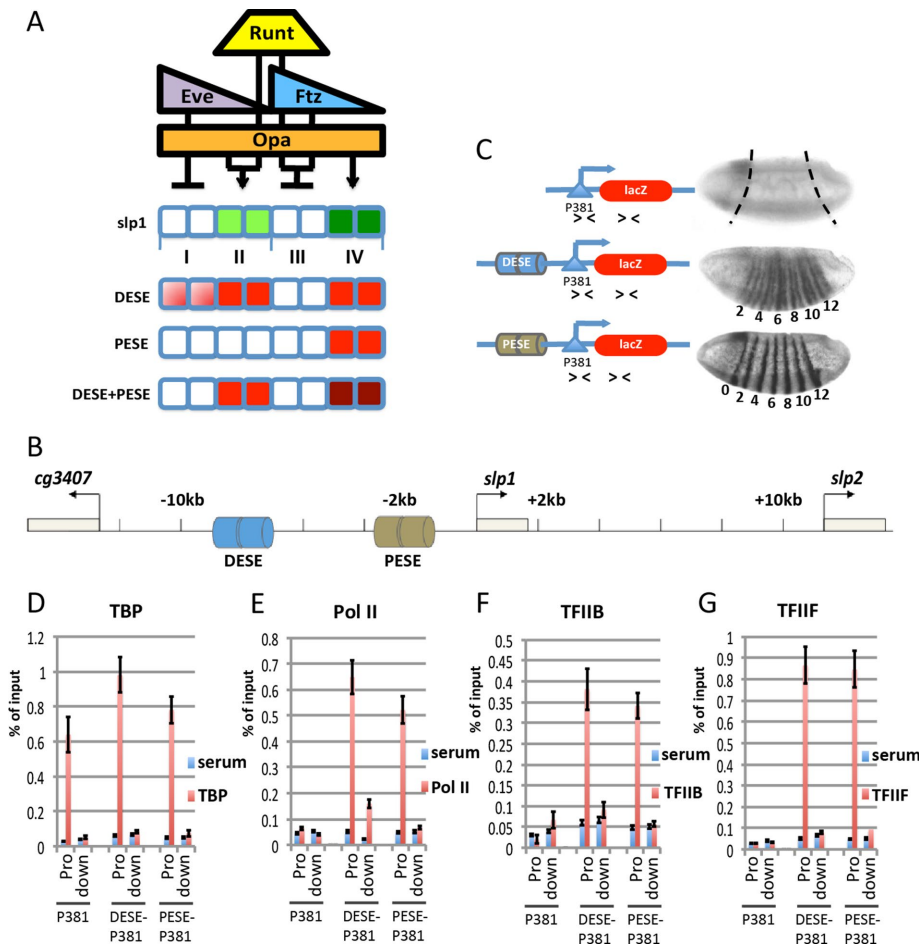 A
Runt
Eve
Ftz
Opa
slp1
I II III IV
DESE
PESE
DESE+PESE
C
P381
lacZ
> < > <
DESE
P381
lacZ
> < > <
2 4 6 8 10 12
PESE
P381
lacZ
> < > <
0 2 4 6 8 10 12
B
cg3407
-10kb
-2kb
slp1
+2kb
+10kb
slp2
DESE
PESE
D
TBP
% of input
1.2
1
0.8
0.6
0.4
0.2
0
serum
TBP
Pro
down
Pro
down
Pro
down
P381
DESE-
P381
PESE-
P381
E
Pol II
% of input
0.8
0.7
0.6
0.5
0.4
0.3
0.2
0.1
0
serum
Pol II
Pro
down
Pro
down
Pro
down
P381
DESE-
P381
PESE-
P381
F
TFIIB
% of input
0.5
0.45
0.4
0.35
0.3
0.25
0.2
0.15
0.1
0.05
0
serum
TFIIB
Pro
down
Pro
down
Pro
down
P381
DESE-
P381
PESE-
P381
G
TFIIF
% of input
1
0.9
0.8
0.7
0.6
0.5
0.4
0.3
0.2
0.1
0
serum
TFIIF
Pro
down
Pro
down
Pro
down
P381
DESE-
P381
PESE-
P381